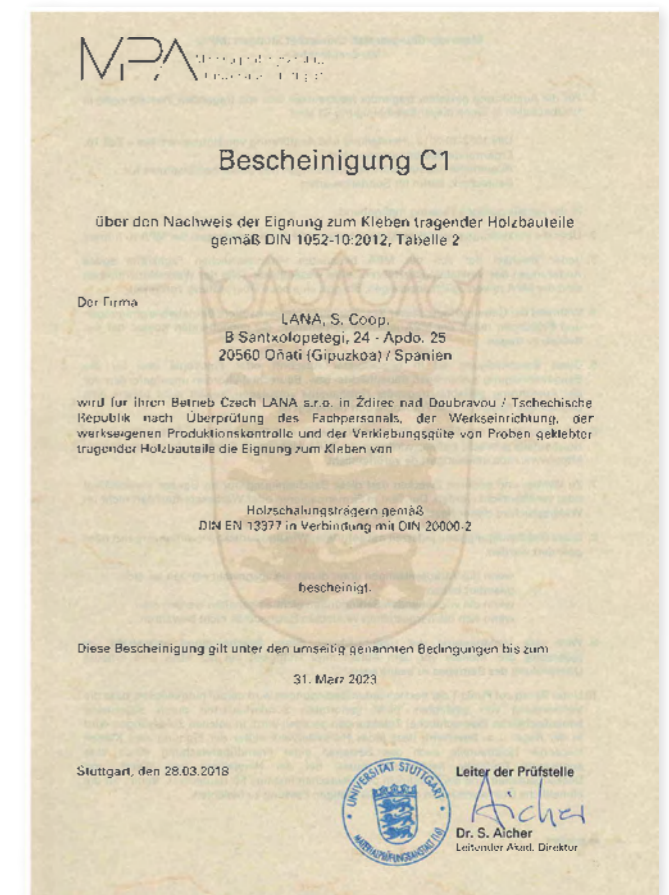 MPA
Bescheinigung C1
über den Nachweis der Eignung zum Kleben tragender Holzbauteile
gemäß DIN 1052-10:2012, Tabelle 2
Der Firma
LANA, S. Coop.
B Santxolopetegi, 24 - Apdo. 25
20560 Oñati (Gipuzkoa) / Spanien
wird für ihren Betrieb Czech LANA s.r.o. in Ždírec nad Doubravou / Tschechische
Republik nach Überprüfung des Fachpersonals, der Werkseinrichtung, der
werkseigenen Produktionskontrolle und der Verklebungsgüte von Proben geklebter
tragender Holzbauteile die Eignung zum Kleben von
Holzschalungsträgern gemäß
DIN EN 13377 in Verbindung mit DIN 20000-2
bescheinigt.
Diese Bescheinigung gilt unter den umseitig genannten Bedingungen bis zum
31. März 2023
Stuttgart, den 28.03.2018
UNIVERSITÄT STUTTGART
MATERIALPRÜFUNGSANSTALT
Leiter der Prüfstelle
Aicher
Dr. S. Aicher
Leitender Akad. Direktor